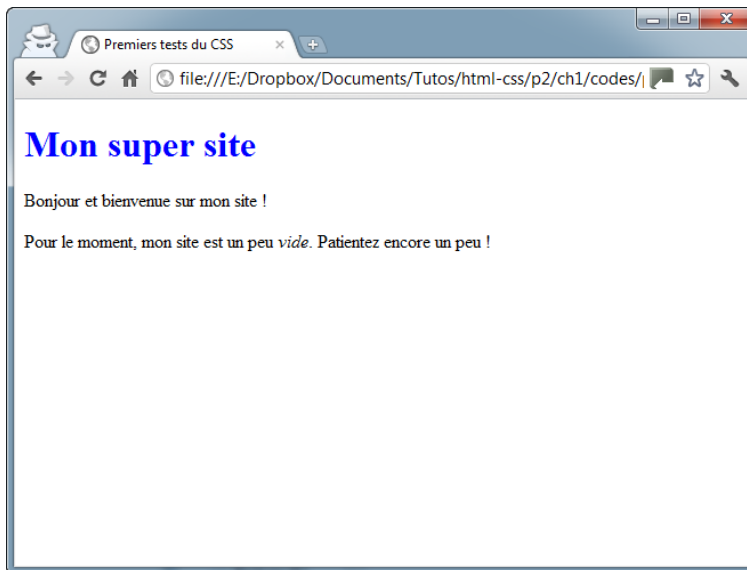 Premiers tests du CSS
file:///E:/Dropbox/Documents/Tutos/html-css/p2/ch1/codes/
Mon super site
Bonjour et bienvenue sur mon site !
Pour le moment, mon site est un peu vide. Patientez encore un peu !